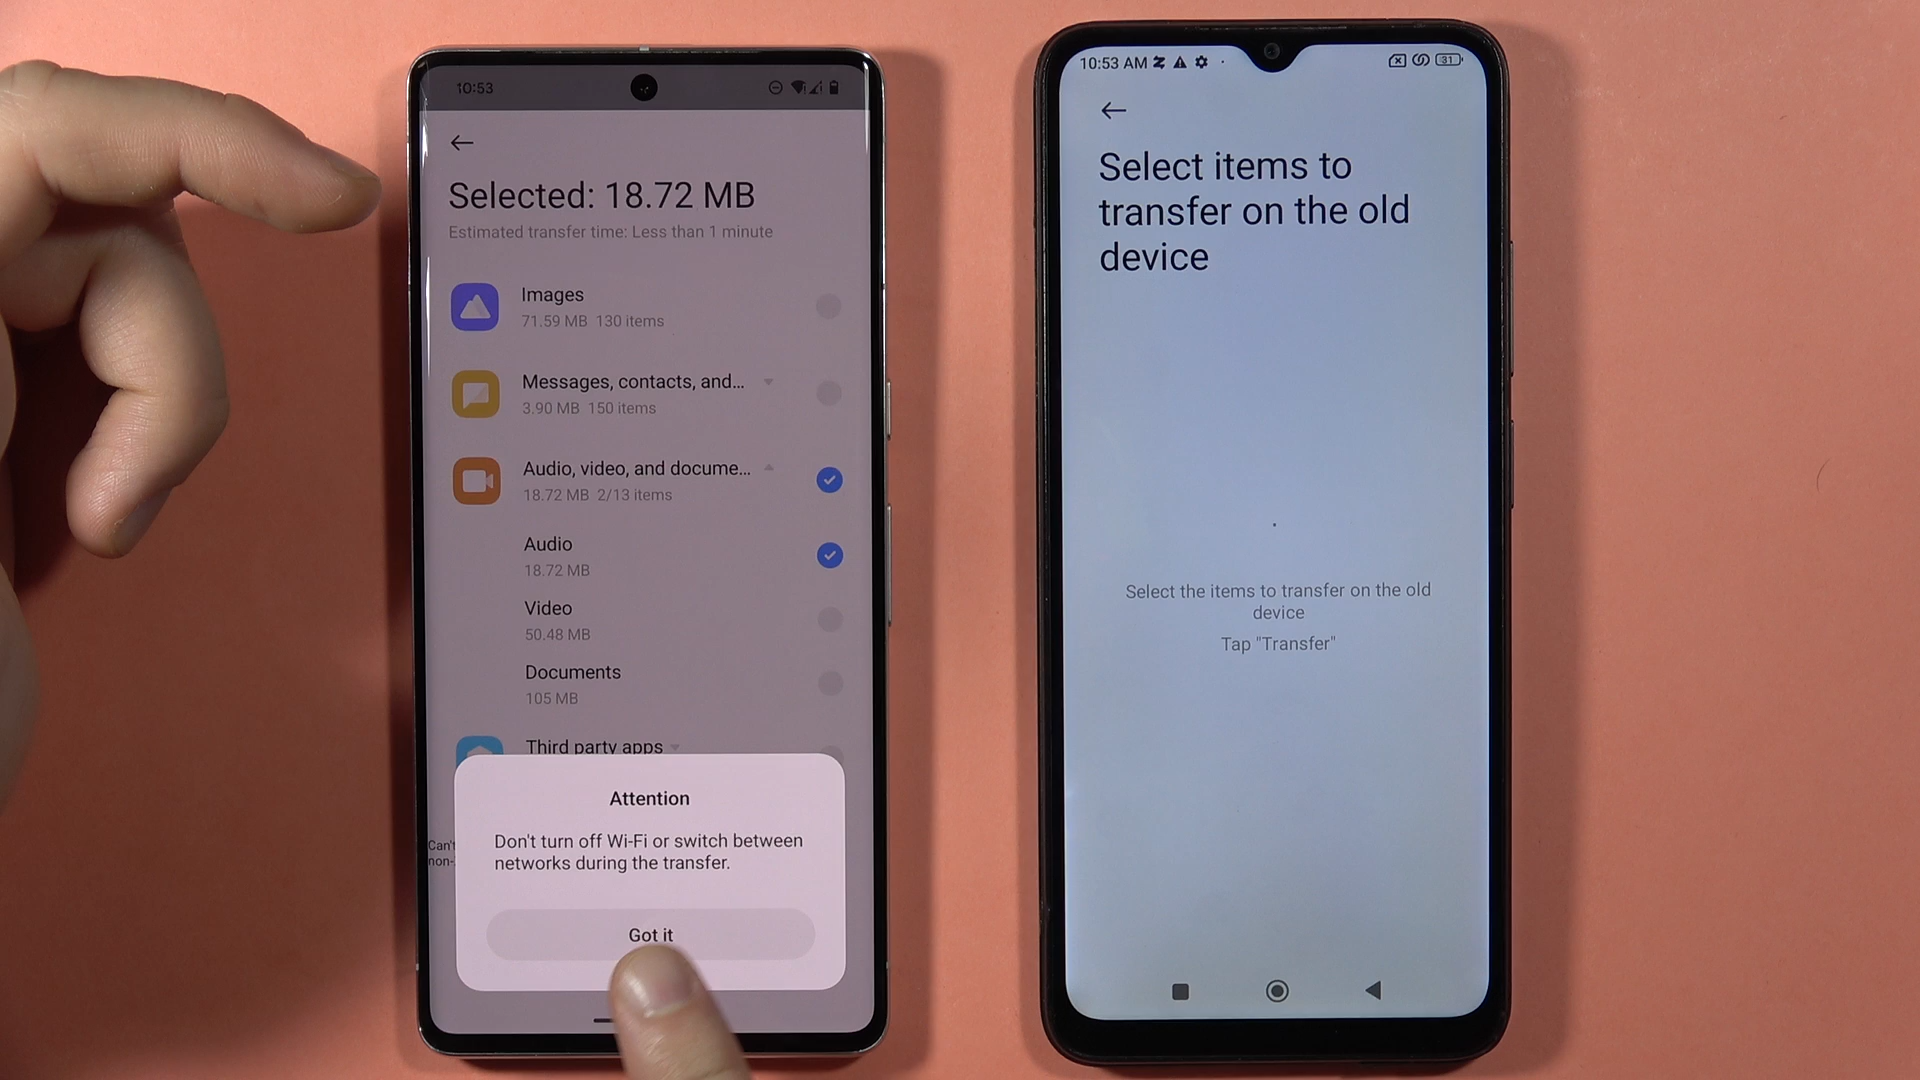 10:53
Selected: 18.72 MB
Estimated transfer time: Less than 1 minute
Images
71.59 MB 130 items
Messages, contacts, and...
3.90 MB 150 items
Audio, video, and docume...
18.72 MB 2/13 items
Audio
18.72 MB
Video
50.48 MB
Documents
105 MB
Third party apps
Can't
non-
Attention
Don't turn off Wi-Fi or switch between
networks during the transfer.
Got it
10:53 AM
31
Select items to
transfer on the old
device
Select the items to transfer on the old
device
Tap "Transfer"